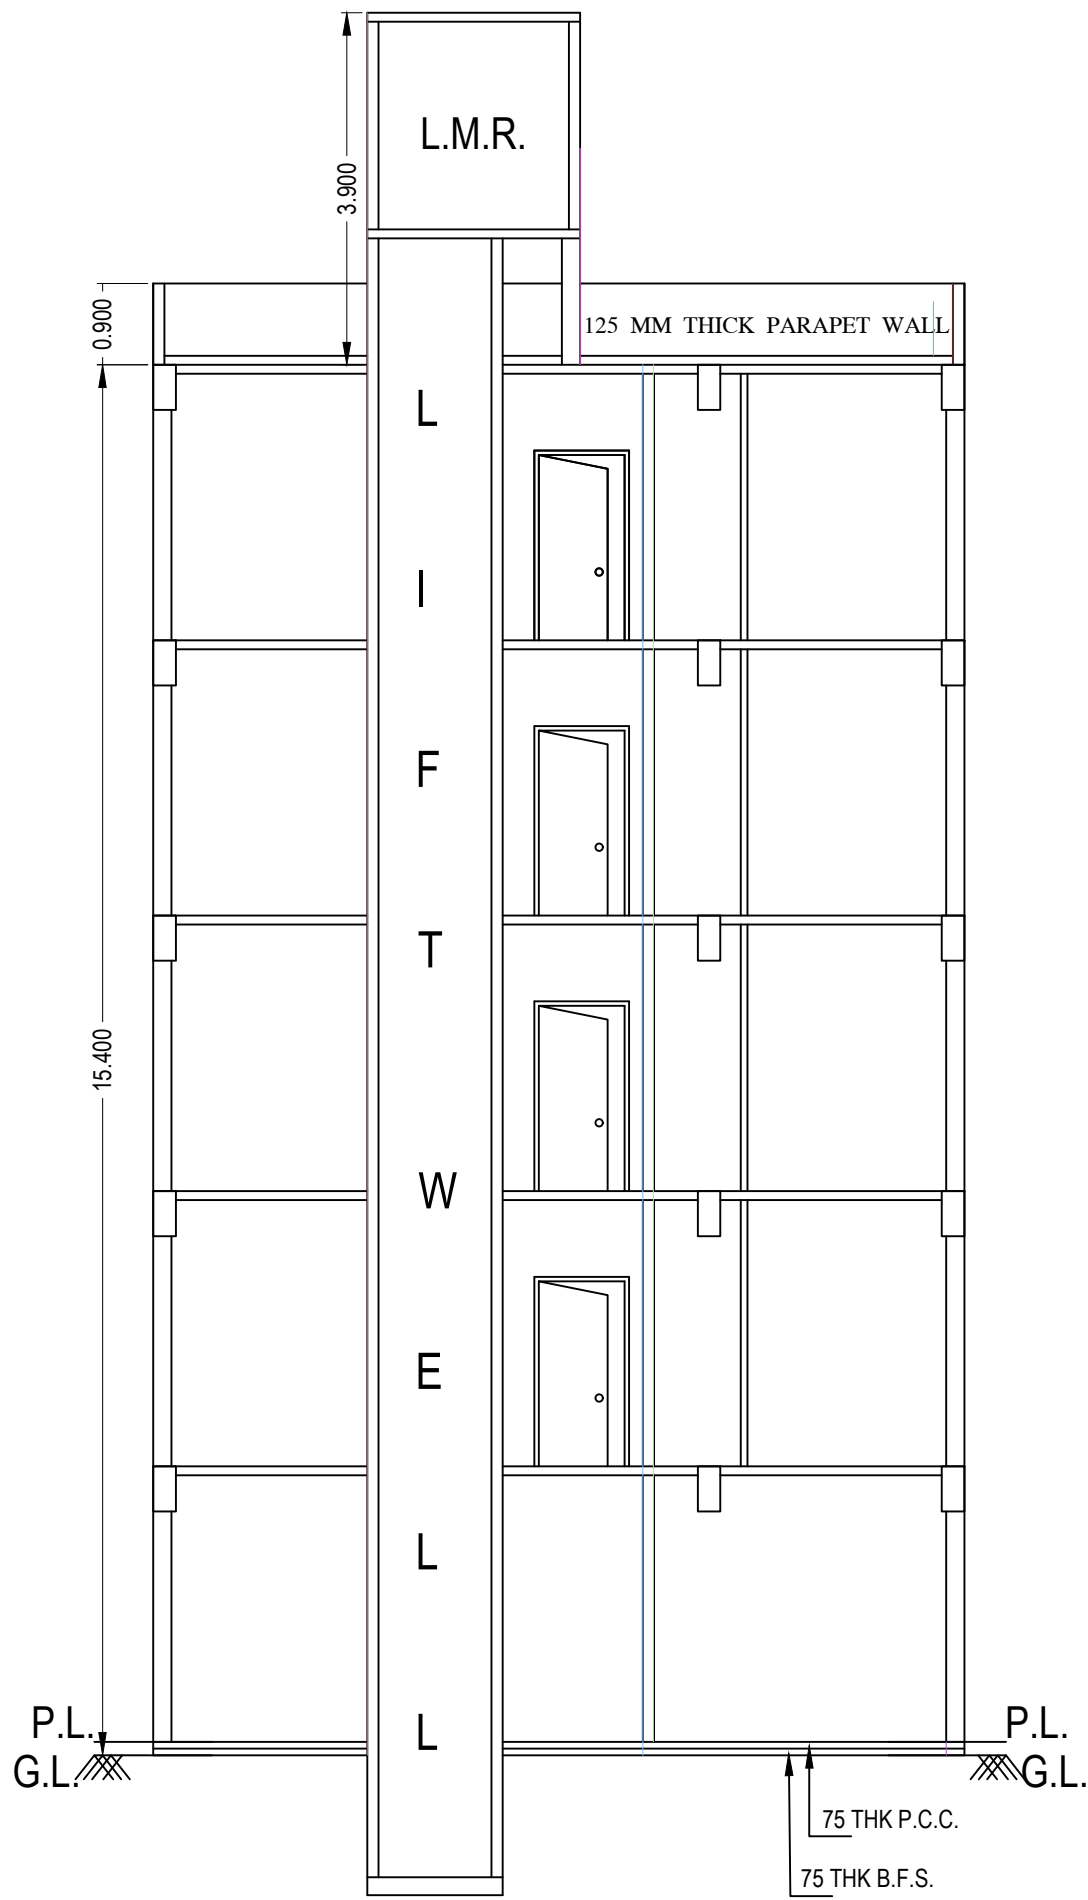 L.M.R.
3.900
0.900
125 MM THICK PARAPET WALL
L
I
F
T
15.400
W
E
L
L
P.L.
P.L.
G.L.
G.L.
75 THK P.C.C.
75 THK B.F.S.